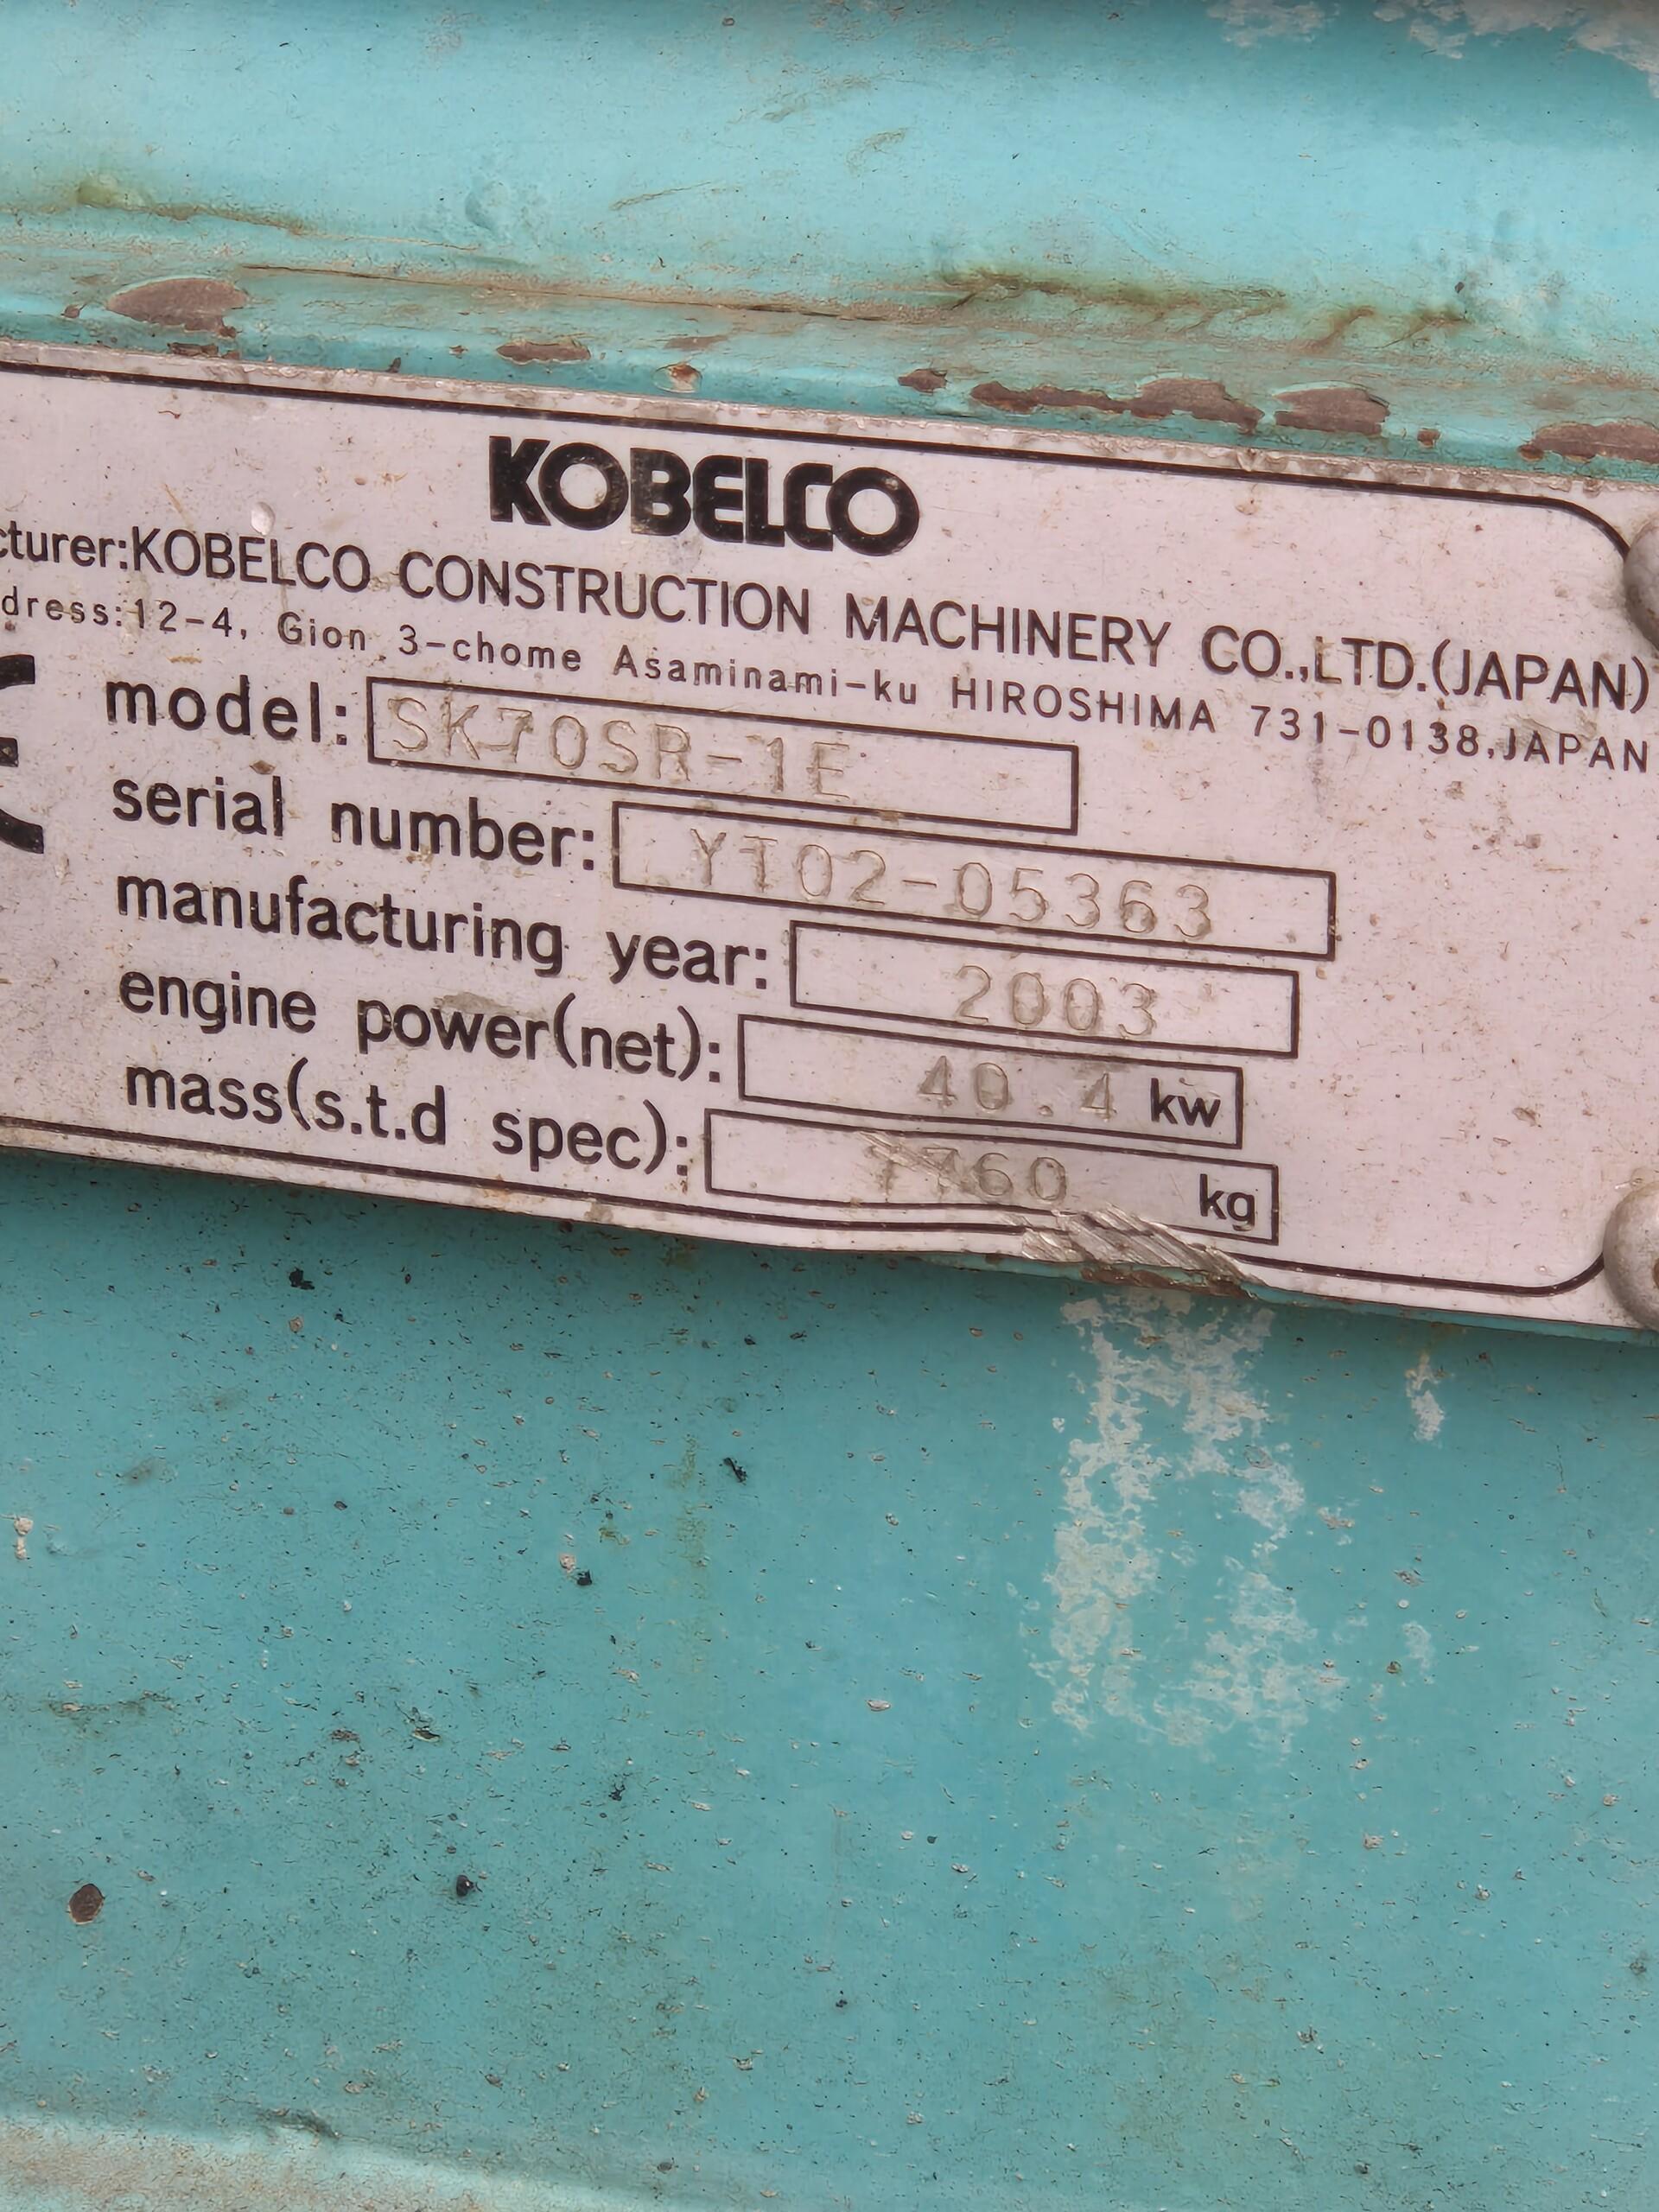 KOBELCO
cturer:KOBELCO CONSTRUCTION MACHINERY CO.,LTD.(JAPAN)
dress:12-4, Gion 3-chome Asaminami-ku HIROSHIMA 731-0138,JAPAN
model: SK70SR-1E
serial number: YT02-05363
manufacturing year: 2003
engine power(net): 40.4 kw
mass(s.t.d spec): kg